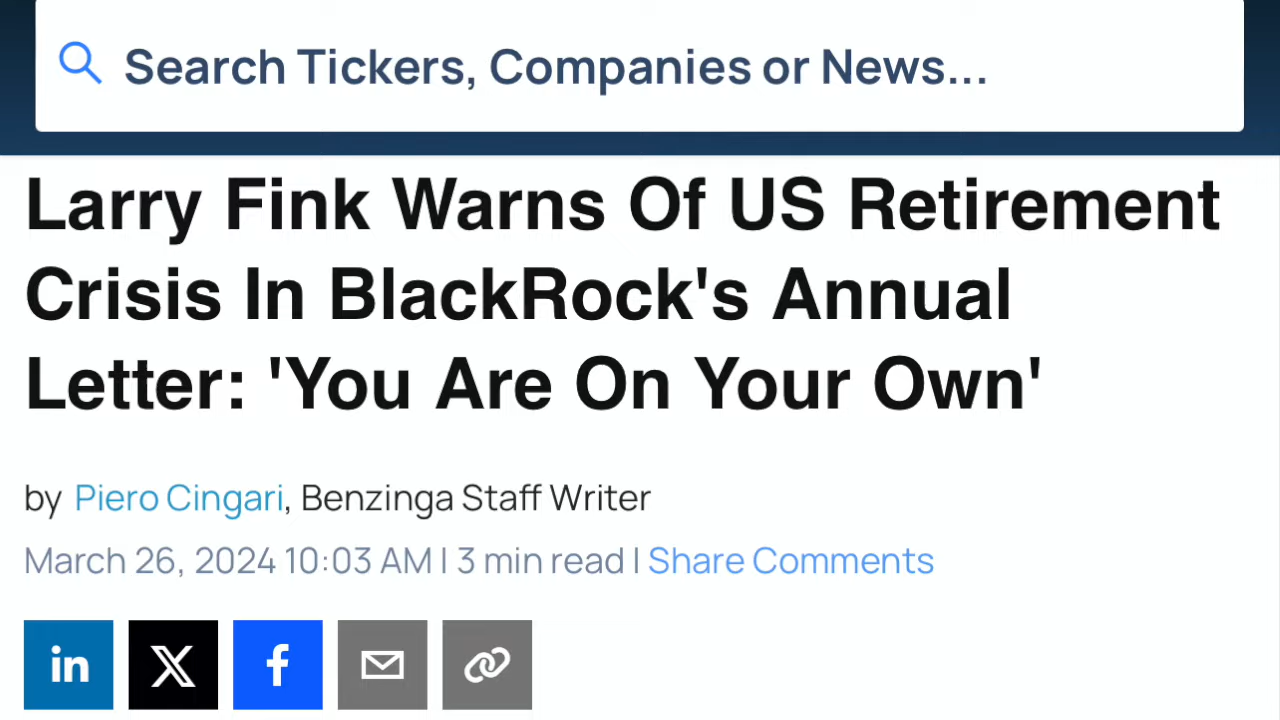 Search Tickers, Companies or News...
Larry Fink Warns Of US Retirement
Crisis In BlackRock's Annual
Letter: 'You Are On Your Own'
by Piero Cingari, Benzinga Staff Writer
March 26, 2024 10:03 AM | 3 min read | Share Comments
in X f